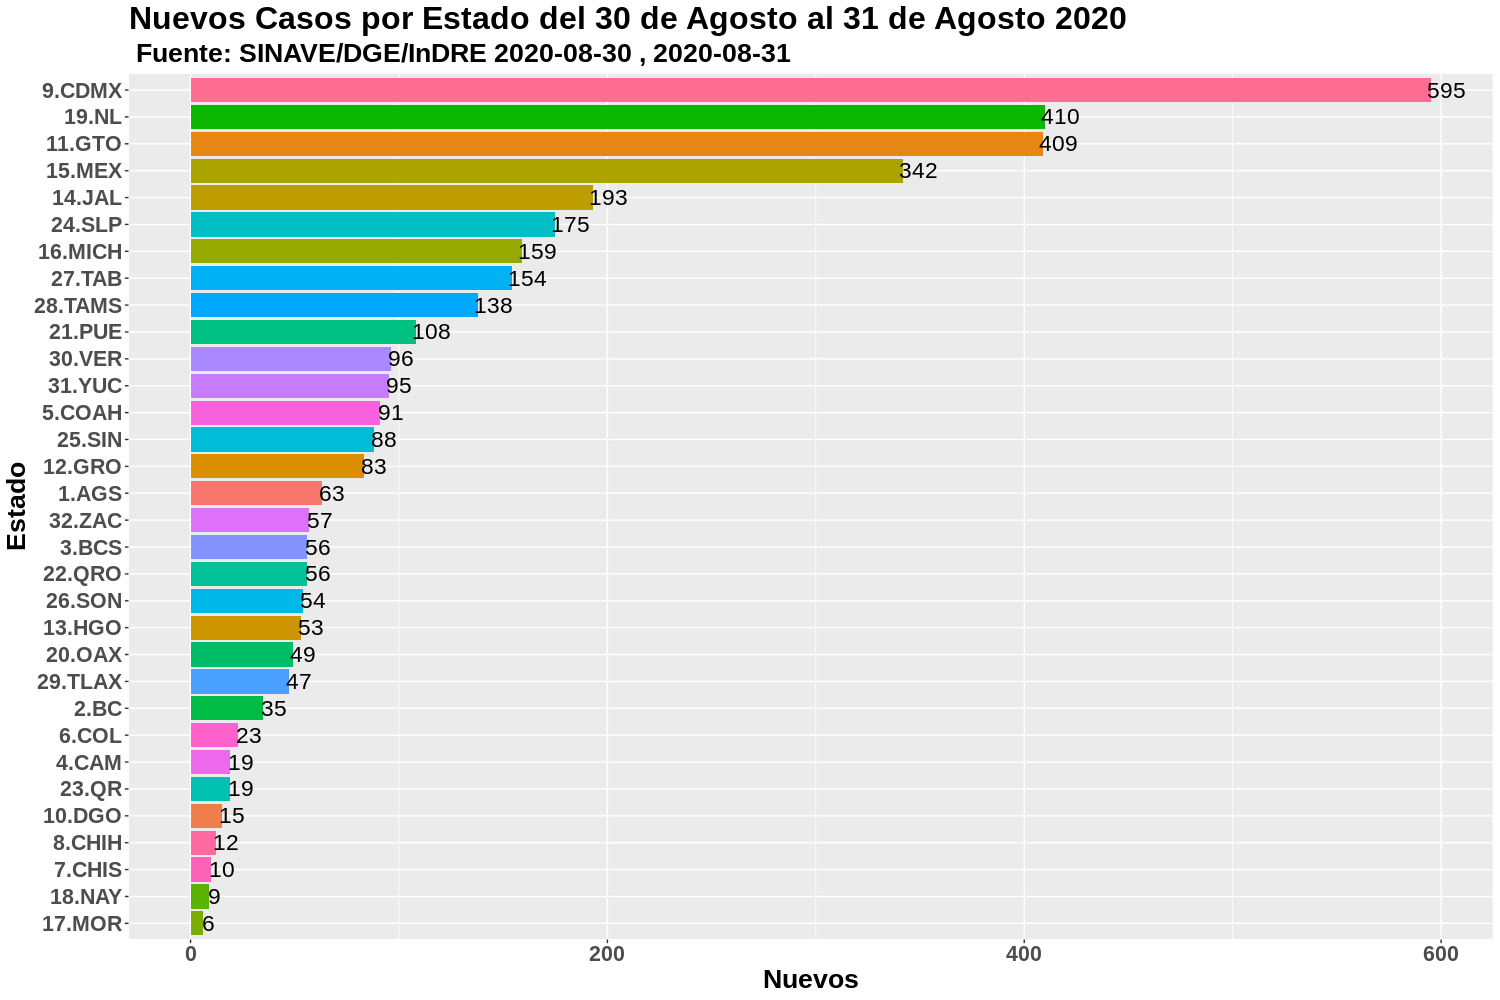 Nuevos Casos por Estado del 30 de Agosto al 31 de Agosto 2020
Fuente: SINAVE/DGE/InDRE 2020-08-30 , 2020-08-31
Estado
9.CDMX 595
19.NL 410
11.GTO 409
15.MEX 342
14.JAL 193
24.SLP 175
16.MICH 159
27.TAB 154
28.TAMS 138
21.PUE 108
30.VER 96
31.YUC 95
5.COAH 91
25.SIN 88
12.GRO 83
1.AGS 63
32.ZAC 57
3.BCS 56
22.QRO 56
26.SON 54
13.HGO 53
20.OAX 49
29.TLAX 47
2.BC 35
6.COL 23
4.CAM 19
23.QR 19
10.DGO 15
8.CHIH 12
7.CHIS 10
18.NAY 9
17.MOR 6
0 200 400 600
Nuevos